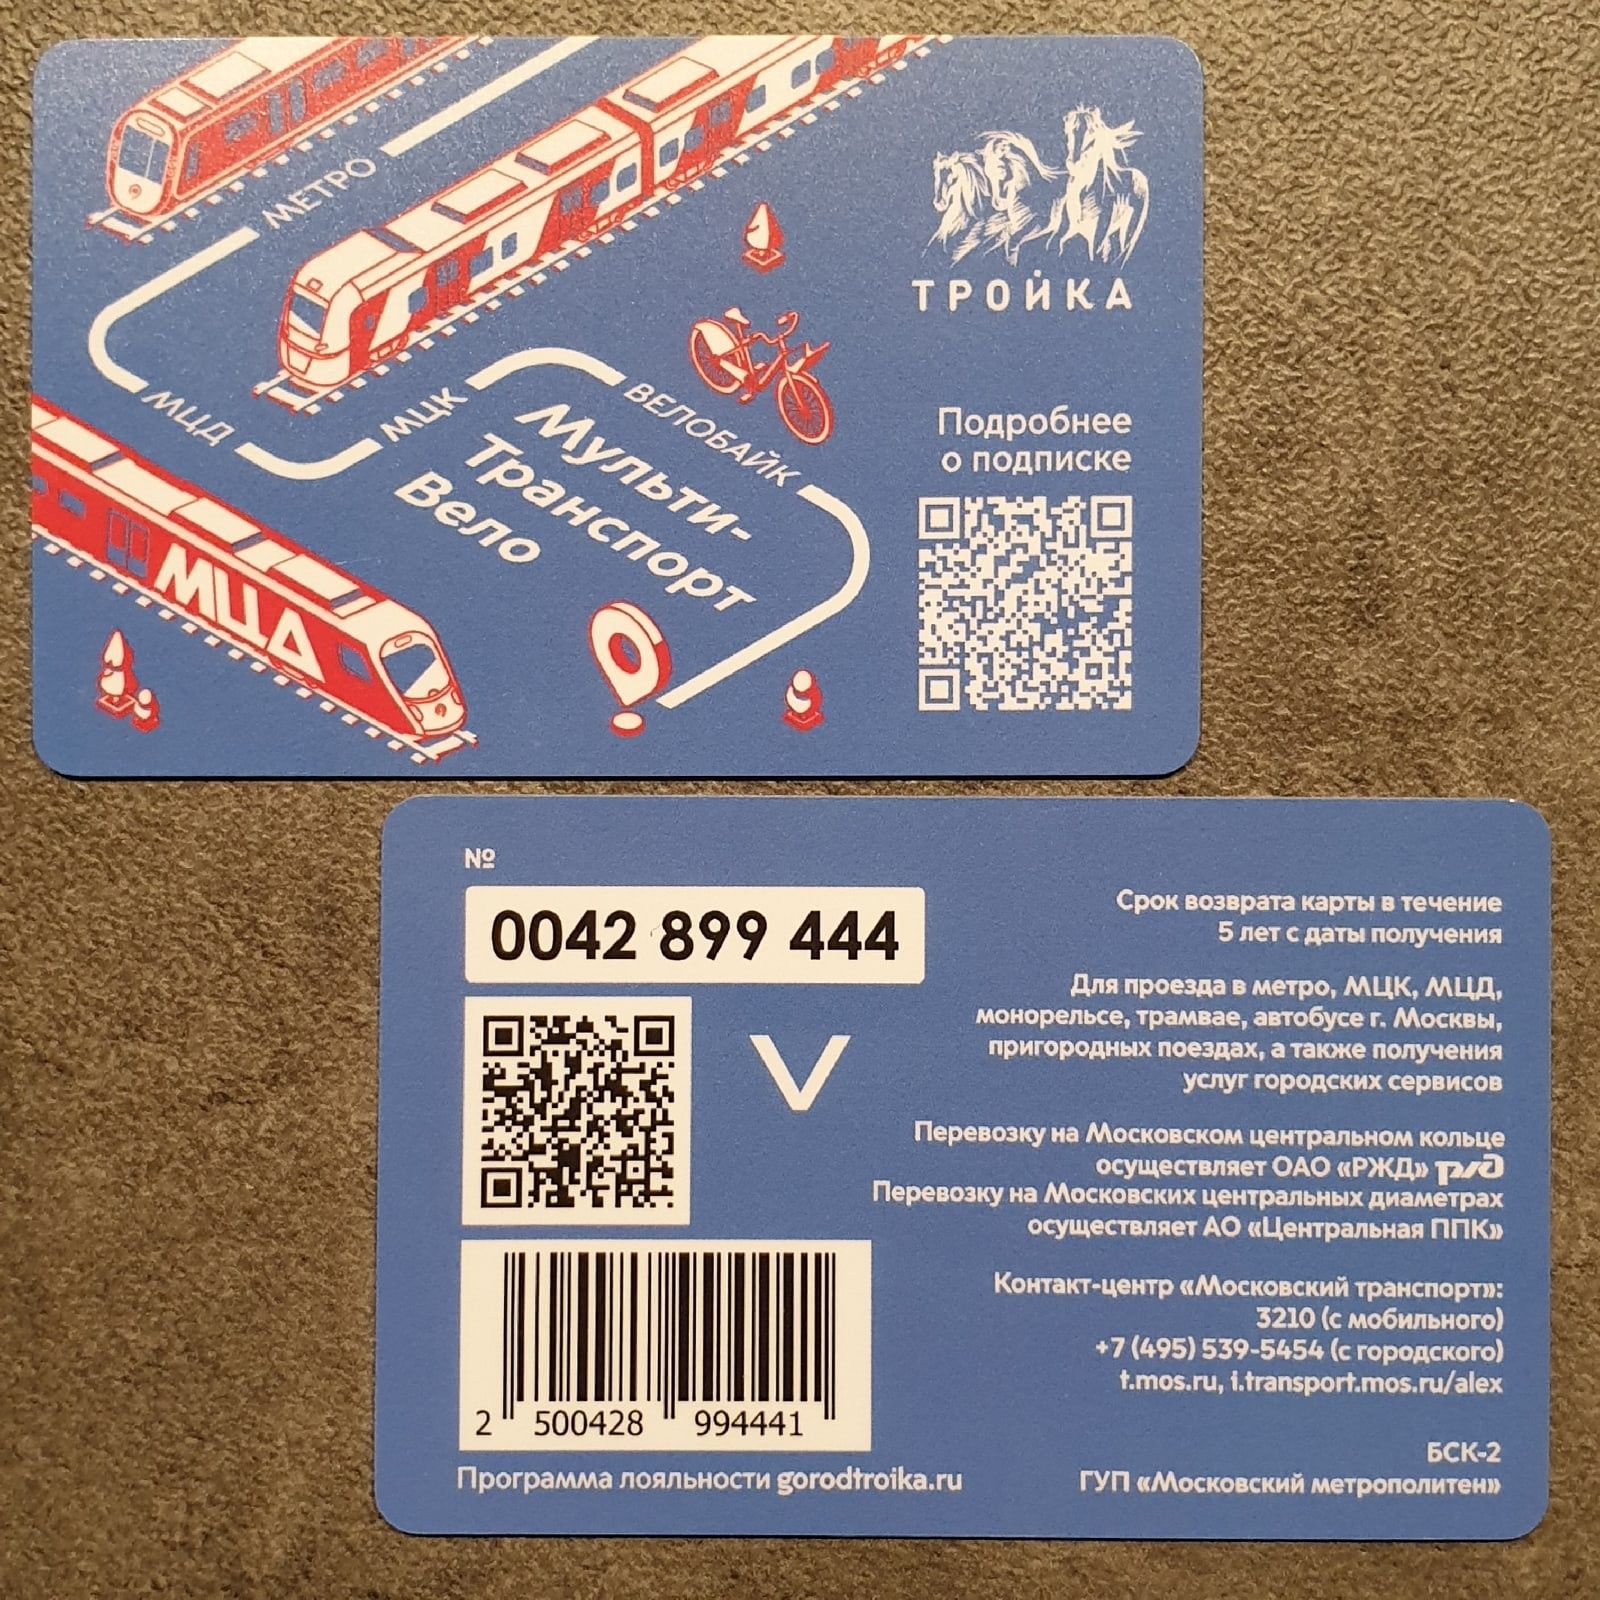 МЕТРО
ТРОЙКА
МЦД
МЦК
ВЕЛОБАЙК
Мульти-
Транспорт
Вело
Подробнее
о подписке
МЦД
№
0042 899 444
Срок возврата карты в течение
5 лет с даты получения
Для проезда в метро, МЦК, МЦД,
монорельсе, трамвае, автобусе г. Москвы,
пригородных поездах, а также получения
услуг городских сервисов
Перевозку на Московском центральном кольце
осуществляет ОАО «РЖД» pжд
Перевозку на Московских центральных диаметрах
осуществляет АО «Центральная ППК»
Контакт-центр «Московский транспорт»:
3210 (с мобильного)
+7 (495) 539-5454 (с городского)
t.mos.ru, i.transport.mos.ru/alex
2 500428 994441
Программа лояльности gorodtroika.ru
БСК-2
ГУП «Московский метрополитен»